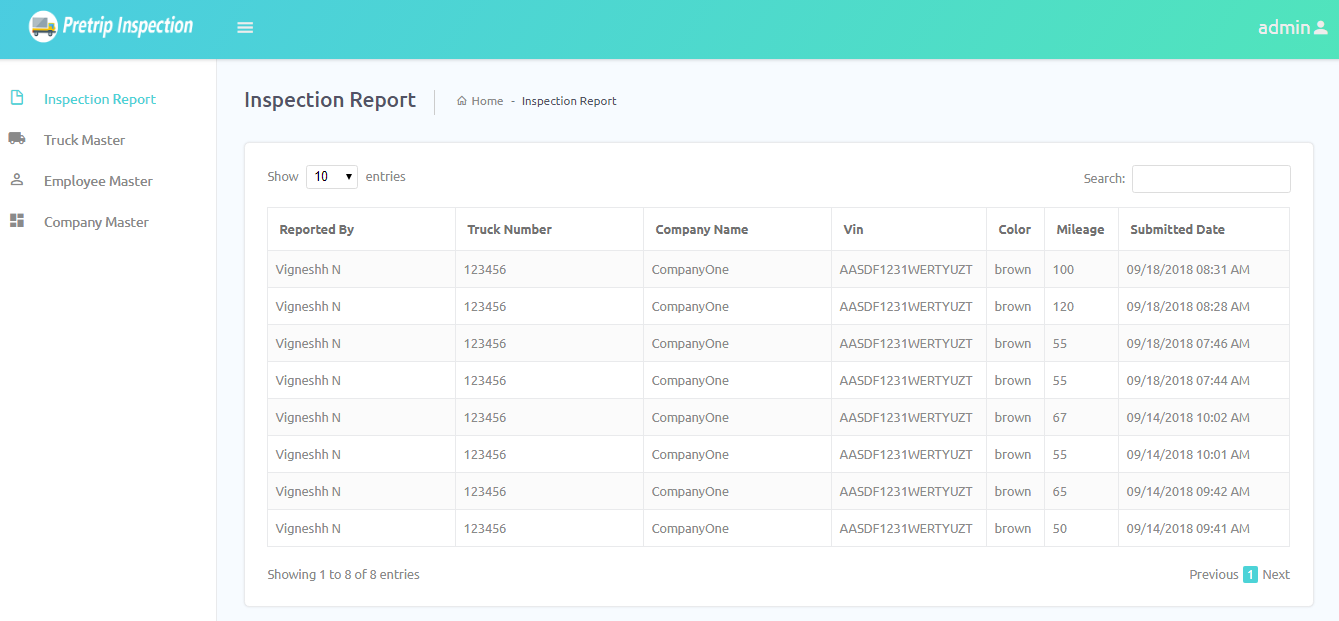 Pretrip Inspection
admin
Inspection Report
Truck Master
Employee Master
Company Master
Inspection Report
Home - Inspection Report
Show 10 entries
Search:
Reported By Truck Number Company Name Vin Color Mileage Submitted Date
Vigneshh N 123456 CompanyOne AASDF1231WERTYUZT brown 100 09/18/2018 08:31 AM
Vigneshh N 123456 CompanyOne AASDF1231WERTYUZT brown 120 09/18/2018 08:28 AM
Vigneshh N 123456 CompanyOne AASDF1231WERTYUZT brown 55 09/18/2018 07:46 AM
Vigneshh N 123456 CompanyOne AASDF1231WERTYUZT brown 55 09/18/2018 07:44 AM
Vigneshh N 123456 CompanyOne AASDF1231WERTYUZT brown 67 09/14/2018 10:02 AM
Vigneshh N 123456 CompanyOne AASDF1231WERTYUZT brown 55 09/14/2018 10:01 AM
Vigneshh N 123456 CompanyOne AASDF1231WERTYUZT brown 65 09/14/2018 09:42 AM
Vigneshh N 123456 CompanyOne AASDF1231WERTYUZT brown 50 09/14/2018 09:41 AM
Showing 1 to 8 of 8 entries
Previous 1 Next